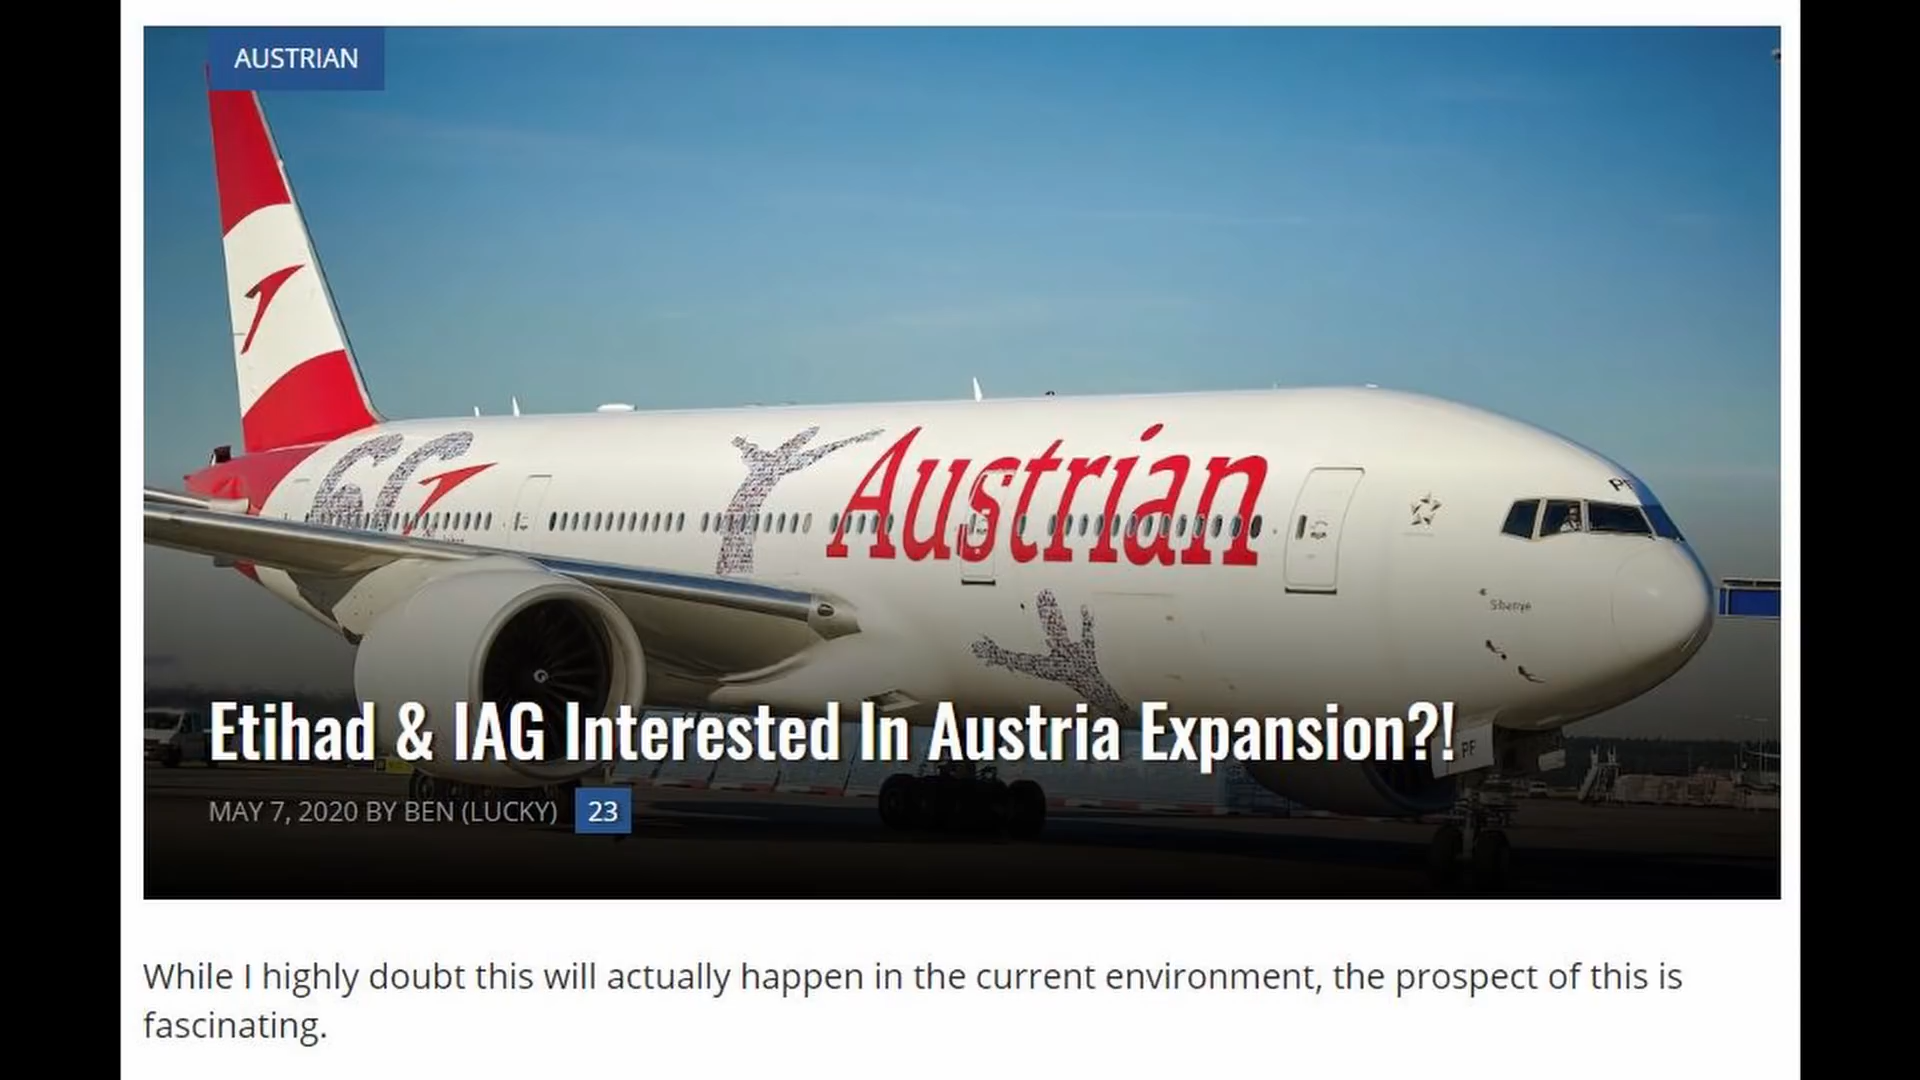 AUSTRIAN
Austrian
Etihad & IAG Interested In Austria Expansion?!
MAY 7, 2020 BY BEN (LUCKY) 23
While I highly doubt this will actually happen in the current environment, the prospect of this is
fascinating.